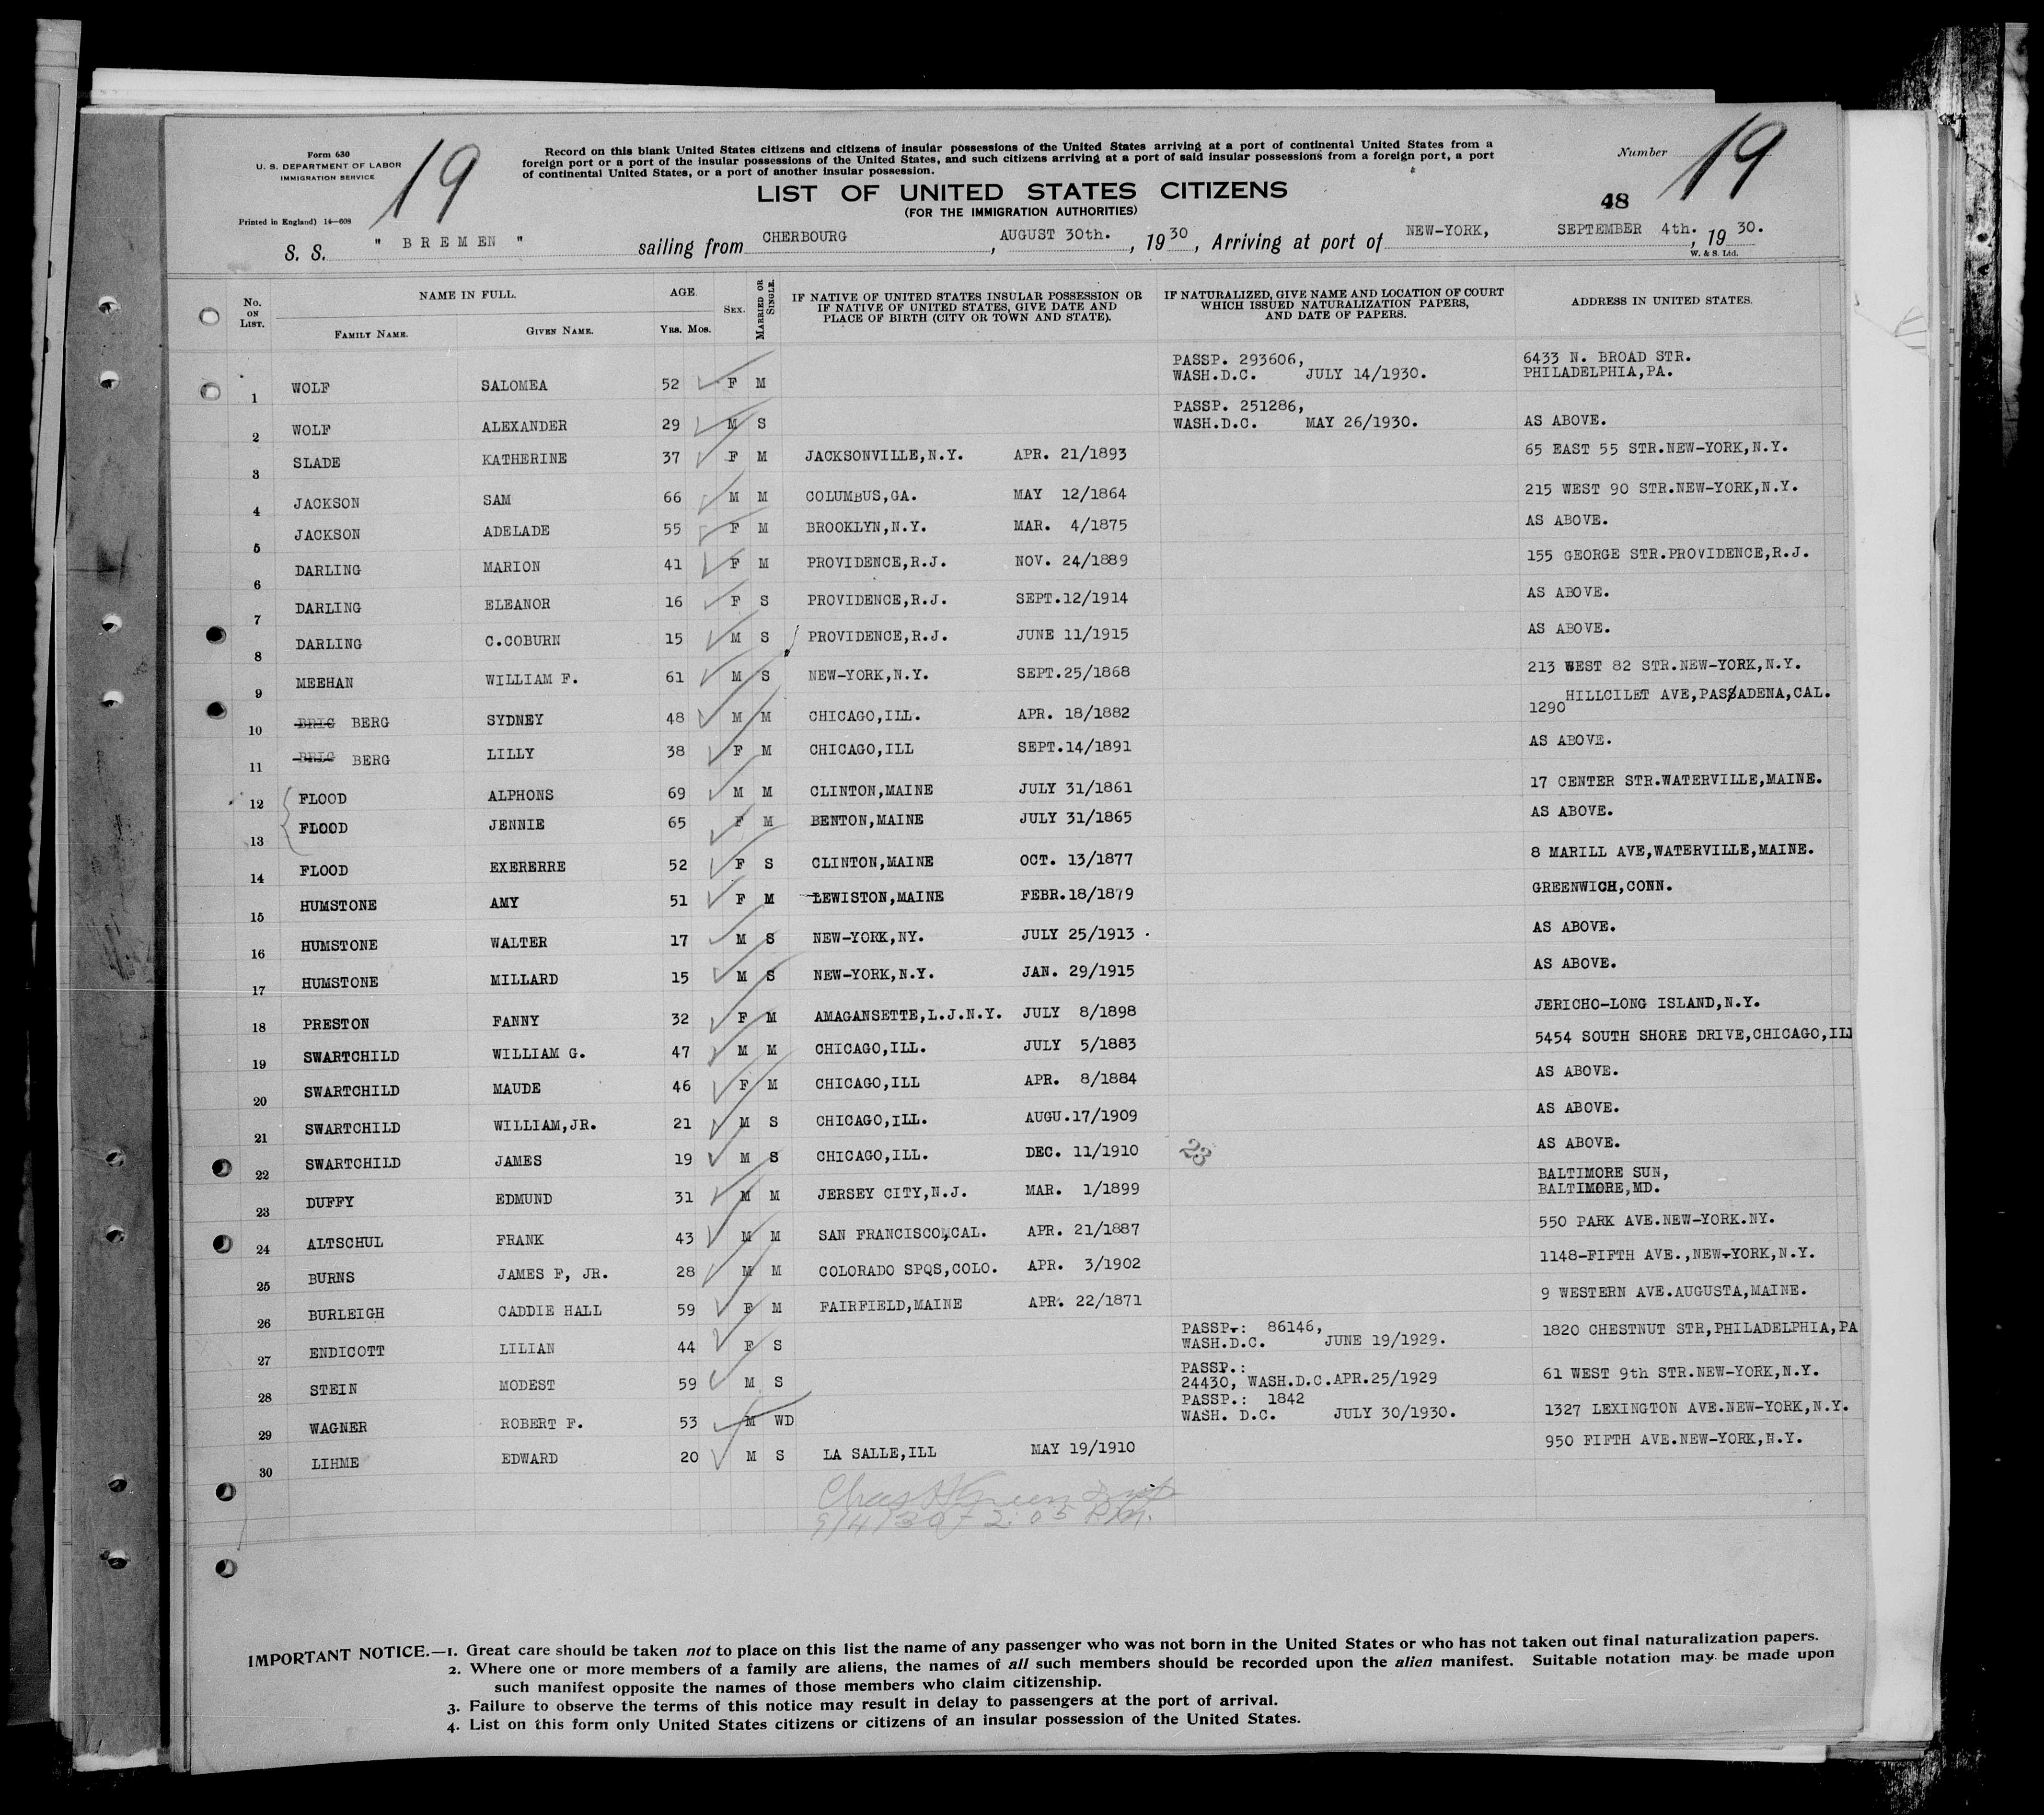 Form 630
U. S. DEPARTMENT OF LABOR
IMMIGRATION SERVICE
19
Record on this blank United States citizens and citizens of insular possessions of the United States arriving at a port of continental United States from a
foreign port or a port of the insular possessions of the United States, and such citizens arriving at a port of said insular possessions from a foreign port, a port
of continental United States, or a port of another insular possession.
Number 19
LIST OF UNITED STATES CITIZENS
(FOR THE IMMIGRATION AUTHORITIES)
48
Printed in England) 14—608
S. S. " BREMEN " sailing from CHERBOURG, AUGUST 30th., 1930, Arriving at port of NEW-YORK, SEPTEMBER 4th., 1930.
W. & S. Ltd.
No. ON LIST. NAME IN FULL. AGE. SEX. MARRIED OR SINGLE. IF NATIVE OF UNITED STATES INSULAR POSSESSION OR IF NATIVE OF UNITED STATES, GIVE DATE AND PLACE OF BIRTH (CITY OR TOWN AND STATE). IF NATURALIZED, GIVE NAME AND LOCATION OF COURT WHICH ISSUED NATURALIZATION PAPERS, AND DATE OF PAPERS. ADDRESS IN UNITED STATES.
FAMILY NAME. GIVEN NAME. YRS. MOS.
1 WOLF SALOMEA 52 F M PASSP. 293606, WASH.D.C. JULY 14/1930. 6433 N. BROAD STR. PHILADELPHIA,PA.
2 WOLF ALEXANDER 29 M S PASSP. 251286, WASH.D.C. MAY 26/1930. AS ABOVE.
3 SLADE KATHERINE 37 F M JACKSONVILLE,N.Y. APR. 21/1893 65 EAST 55 STR.NEW-YORK,N.Y.
4 JACKSON SAM 66 M M COLUMBUS,GA. MAY 12/1864 215 WEST 90 STR.NEW-YORK,N.Y.
5 JACKSON ADELADE 55 F M BROOKLYN,N.Y. MAR. 4/1875 AS ABOVE.
6 DARLING MARION 41 F M PROVIDENCE,R.J. NOV. 24/1889 155 GEORGE STR.PROVIDENCE,R.J.
7 DARLING ELEANOR 16 F S PROVIDENCE,R.J. SEPT.12/1914 AS ABOVE.
8 DARLING C.COBURN 15 M S PROVIDENCE,R.J. JUNE 11/1915 AS ABOVE.
9 MEEHAN WILLIAM F. 61 M S NEW-YORK,N.Y. SEPT.25/1868 213 WEST 82 STR.NEW-YORK,N.Y.
10 BRIG BERG SYDNEY 48 M M CHICAGO,ILL. APR. 18/1882 1290 HILLCILET AVE,PASADENA,CAL.
11 BRIG BERG LILLY 38 F M CHICAGO,ILL SEPT.14/1891 AS ABOVE.
12 FLOOD ALPHONS 69 M M CLINTON,MAINE JULY 31/1861 17 CENTER STR.WATERVILLE,MAINE.
13 FLOOD JENNIE 65 F M BENTON,MAINE JULY 31/1865 AS ABOVE.
14 FLOOD EXERERRE 52 F S CLINTON,MAINE OCT. 13/1877 8 MARILL AVE,WATERVILLE,MAINE.
15 HUMSTONE AMY 51 F M LEWISTON,MAINE FEBR.18/1879 GREENWICH,CONN.
16 HUMSTONE WALTER 17 M S NEW-YORK,NY. JULY 25/1913 AS ABOVE.
17 HUMSTONE MILLARD 15 M S NEW-YORK,N.Y. JAN. 29/1915 AS ABOVE.
18 PRESTON FANNY 32 F M AMAGANSETTE,L.J.N.Y. JULY 8/1898 JERICHO-LONG ISLAND,N.Y.
19 SWARTCHILD WILLIAM G. 47 M M CHICAGO,ILL. JULY 5/1883 5454 SOUTH SHORE DRIVE,CHICAGO,ILL
20 SWARTCHILD MAUDE 46 F M CHICAGO,ILL APR. 8/1884 AS ABOVE.
21 SWARTCHILD WILLIAM,JR. 21 M S CHICAGO,ILL. AUGU.17/1909 AS ABOVE.
22 SWARTCHILD JAMES 19 M S CHICAGO,ILL. DEC. 11/1910 23 AS ABOVE.
23 DUFFY EDMUND 31 M M JERSEY CITY,N.J. MAR. 1/1899 BALTIMORE SUN, BALTIMORE,MD.
24 ALTSCHUL FRANK 43 M M SAN FRANCISCO,CAL. APR. 21/1887 550 PARK AVE.NEW-YORK.NY.
25 BURNS JAMES F, JR. 28 M M COLORADO SPQS,COLO. APR. 3/1902 1148-FIFTH AVE.,NEW-YORK,N.Y.
26 BURLEIGH CADDIE HALL 59 F M FAIRFIELD,MAINE APR. 22/1871 9 WESTERN AVE.AUGUSTA,MAINE.
27 ENDICOTT LILIAN 44 F S PASSP.: 86146, WASH.D.C. JUNE 19/1929. 1820 CHESTNUT STR,PHILADELPHIA,PA
28 STEIN MODEST 59 M S PASSP.: 24430, WASH.D.C.APR.25/1929 61 WEST 9th STR.NEW-YORK,N.Y.
29 WAGNER ROBERT F. 53 M WD PASSP.: 1842 WASH. D.C. JULY 30/1930. 1327 LEXINGTON AVE.NEW-YORK,N.Y.
30 LIHME EDWARD 20 M S LA SALLE,ILL MAY 19/1910 950 FIFTH AVE.NEW-YORK,N.Y.
9/4/30 - 2:05 P.M.
IMPORTANT NOTICE.—1. Great care should be taken not to place on this list the name of any passenger who was not born in the United States or who has not taken out final naturalization papers.
2. Where one or more members of a family are aliens, the names of all such members should be recorded upon the alien manifest. Suitable notation may be made upon
such manifest opposite the names of those members who claim citizenship.
3. Failure to observe the terms of this notice may result in delay to passengers at the port of arrival.
4. List on this form only United States citizens or citizens of an insular possession of the United States.